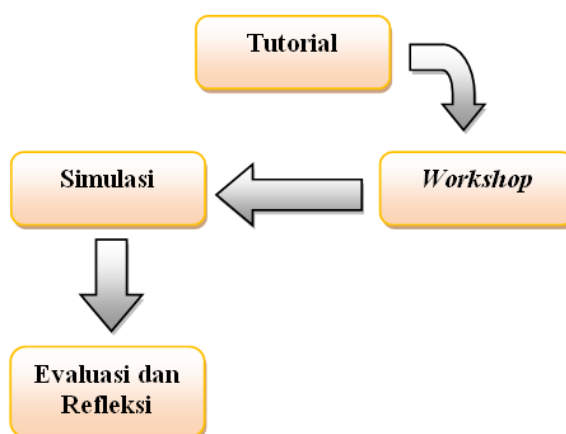 Tutorial
Workshop
Simulasi
Evaluasi dan
Refleksi